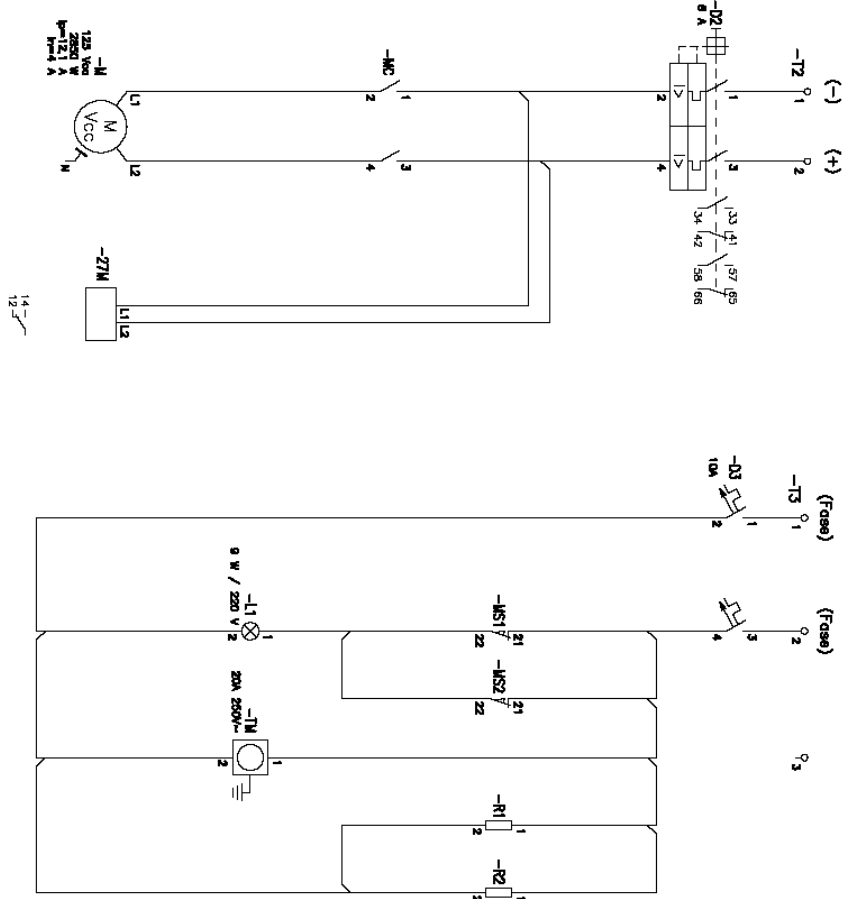 (-)
(+)
-T2
1
2
-D2
6 A
1
3
33
41
57
65
2
4
34
42
58
66
-MC
1
3
2
4
L1
L2
-M
125 Vcc
Ip=12,1 A
In=4 A
M
Vcc
N
-27M
L1
L2
14
12
(Fase)
(Fase)
-T3
1
2
3
-D3
10A
1
3
2
4
-MS1
21
22
-MS2
21
22
-R1
1
2
-R2
1
2
-L1
9 W / 220 V
1
2
-TM
20A 250V~
1
2